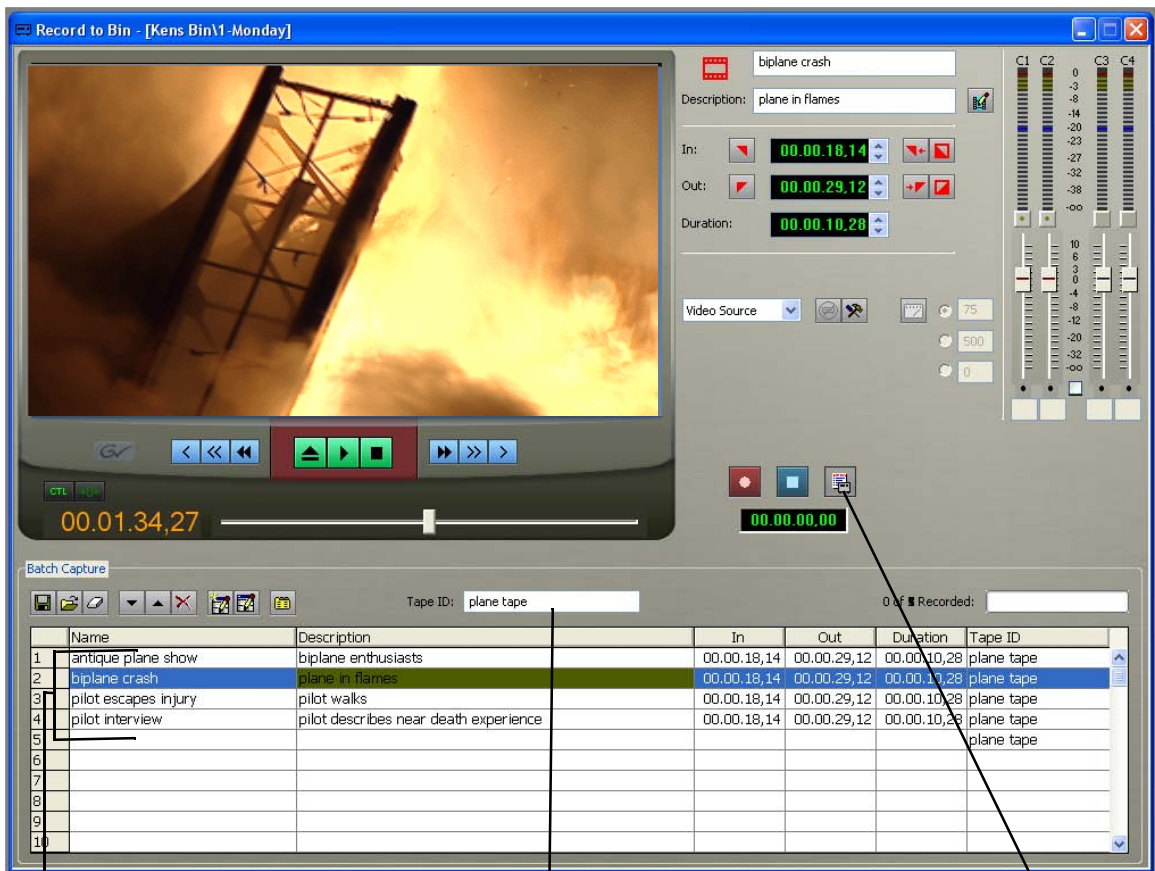 Record to Bin - [Kens Bin\1-Monday]
biplane crash
Description: plane in flames
In: 00.00.18,14
Out: 00.00.29,12
Duration: 00.00.10,28
Video Source
75
500
0
C1 C2 C3 C4
0
-3
-8
-14
-20
-23
-27
-32
-38
-oo
10
6
3
0
-4
-8
-12
-20
-32
-oo
GV
CTL
00.01.34,27
00.00.00,00
Batch Capture
Tape ID: plane tape
0 of Recorded:
Name Description In Out Duration Tape ID
1 antique plane show biplane enthusiasts 00.00.18,14 00.00.29,12 00.00.10,28 plane tape
2 biplane crash plane in flames 00.00.18,14 00.00.29,12 00.00.10,28 plane tape
3 pilot escapes injury pilot walks 00.00.18,14 00.00.29,12 00.00.10,28 plane tape
4 pilot interview pilot describes near death experience 00.00.18,14 00.00.29,12 00.00.10,28 plane tape
5 plane tape
6
7
8
9
10